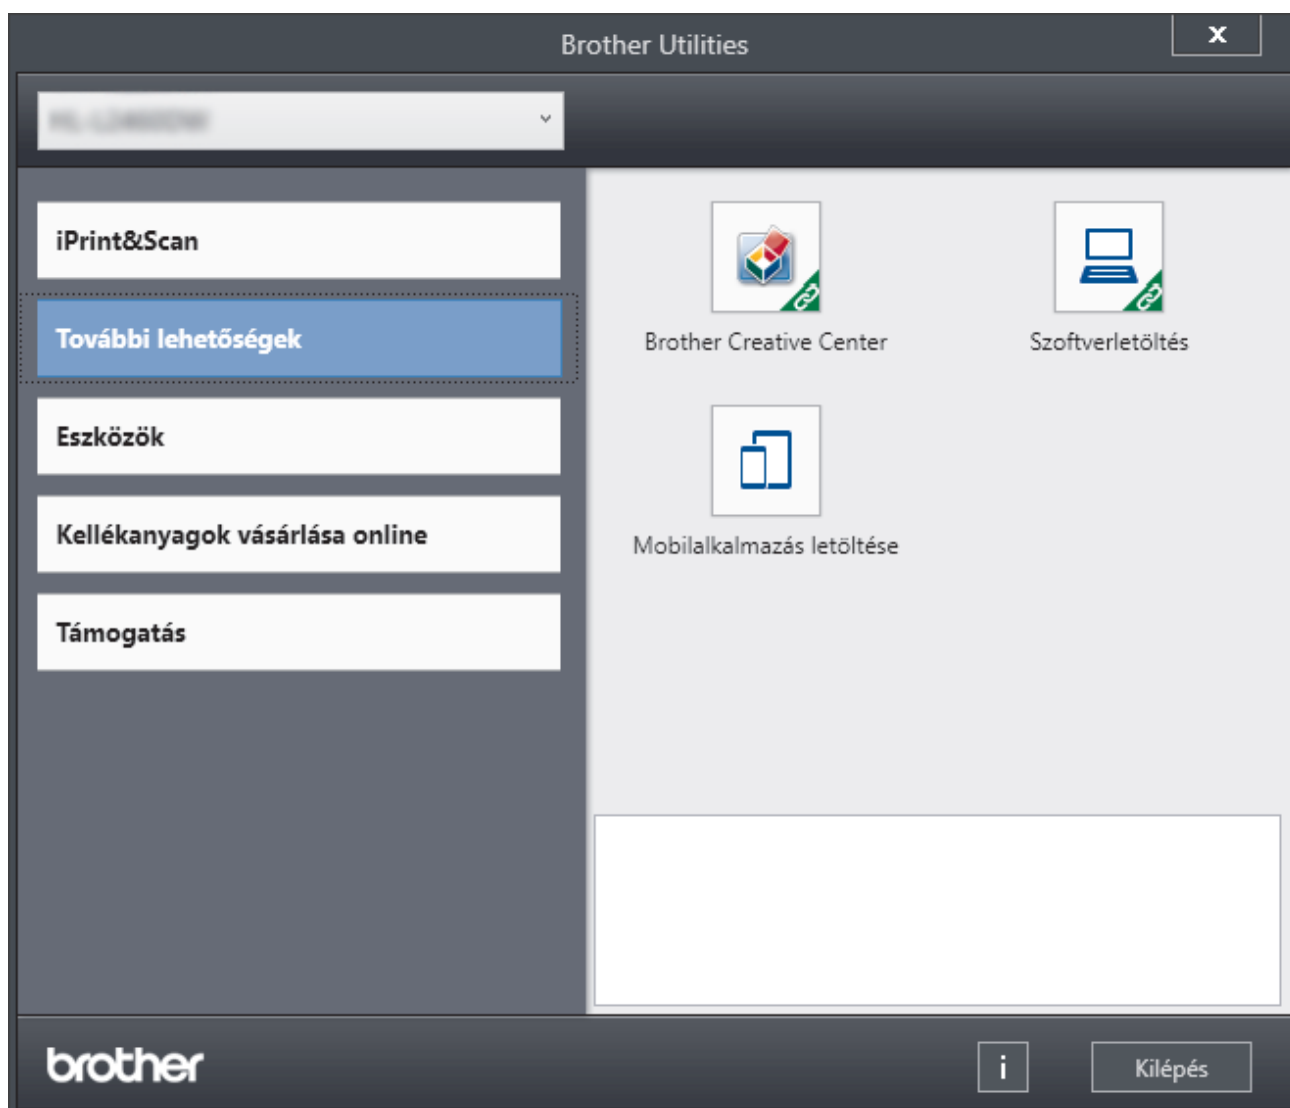 Brother Utilities
X
iPrint&Scan
További lehetőségek
Eszközök
Kellékanyagok vásárlása online
Támogatás
Brother Creative Center
Szoftverletöltés
Mobilalkalmazás letöltése
brother
i
Kilépés